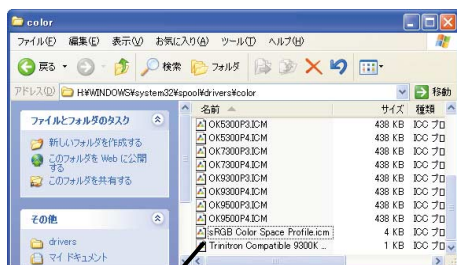 color
ファイル(F) 編集(E) 表示(V) お気に入り(A) ツール(T) ヘルプ(H)
戻る 検索 フォルダ
アドレス(D) H:¥WINDOWS¥system32¥spool¥drivers¥color 移動
ファイルとフォルダのタスク
新しいフォルダを作成する
このフォルダを Web に公開する
このフォルダを共有する
その他
drivers
マイ ドキュメント
名前 サイズ 種類
OK5300P3.ICM 438 KB ICC プロ
OK7300P3.ICM 438 KB ICC プロ
OK7300P4.ICM 438 KB ICC プロ
OK9300P3.ICM 438 KB ICC プロ
OK9300P4.ICM 438 KB ICC プロ
OK9500P3.ICM 438 KB ICC プロ
OK9500P4.ICM 438 KB ICC プロ
sRGB Color Space Profile.icm 4 KB ICC プロ
Trinitron Compatible 9300K ... 1 KB ICC プロ